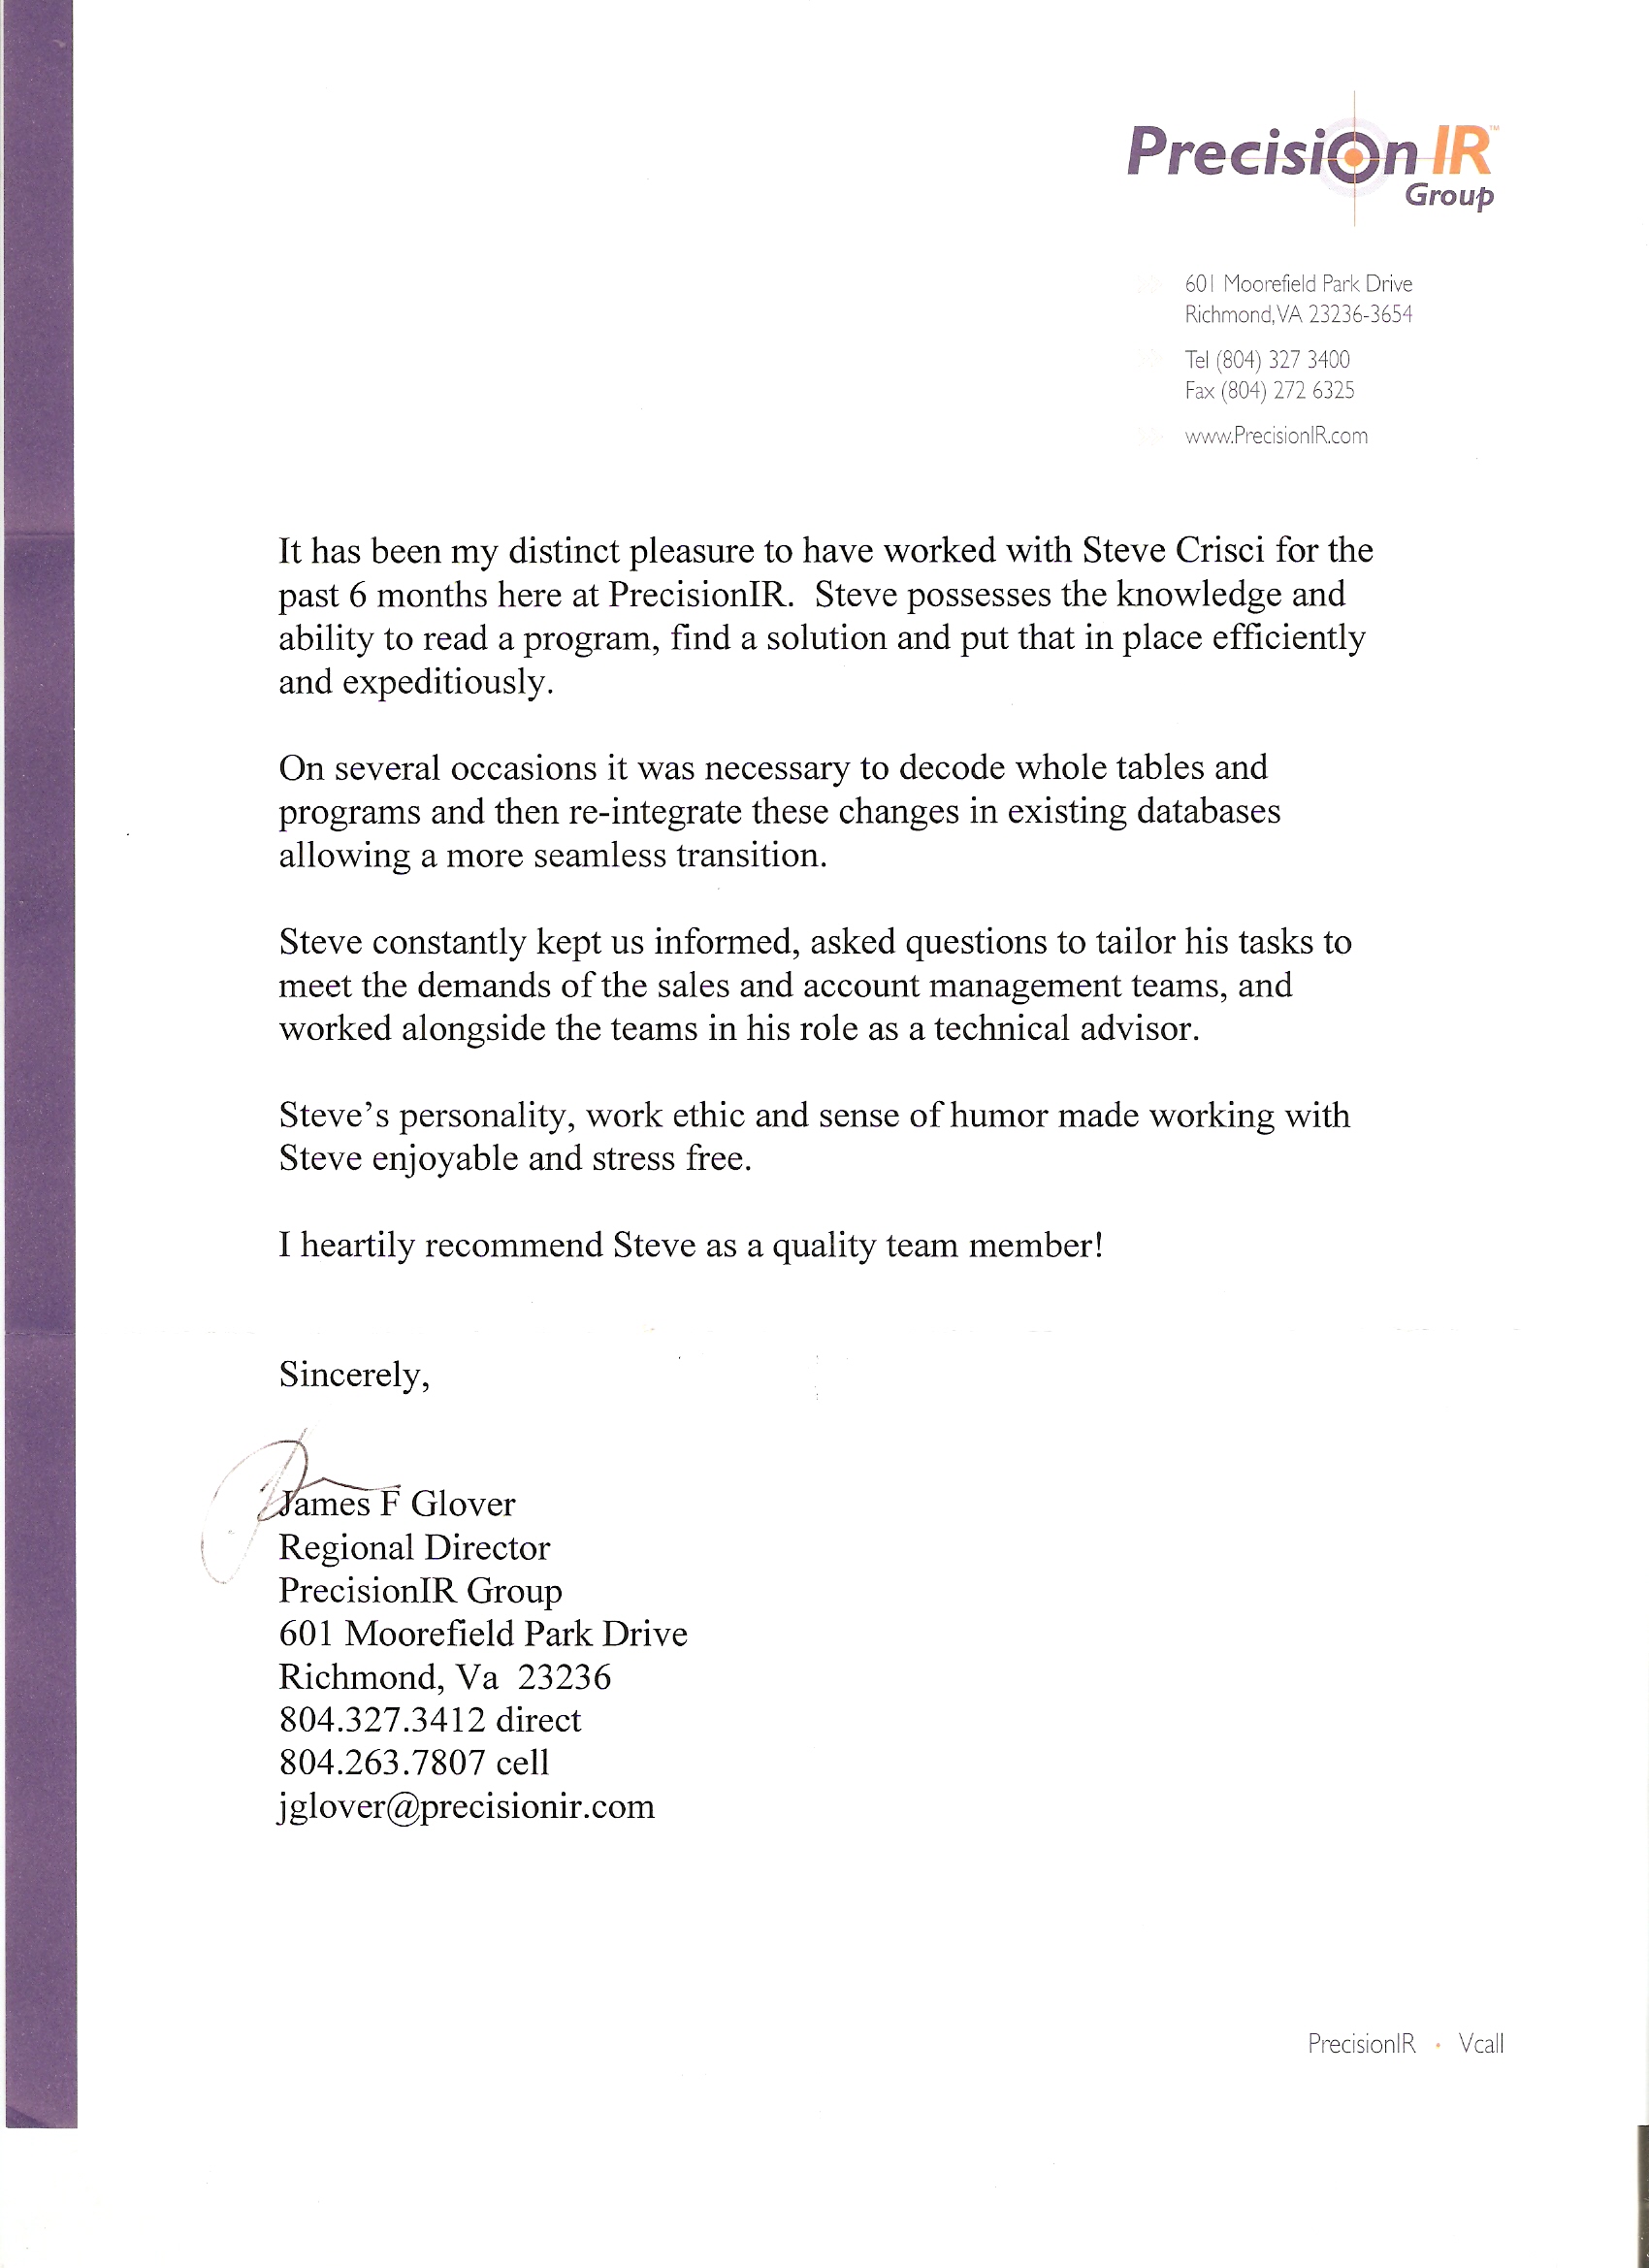 PrecisionIR™
Group
601 Moorefield Park Drive
Richmond, VA 23236-3654
Tel (804) 327 3400
Fax (804) 272 6325
www.PrecisionIR.com
It has been my distinct pleasure to have worked with Steve Crisci for the
past 6 months here at PrecisionIR.  Steve possesses the knowledge and
ability to read a program, find a solution and put that in place efficiently
and expeditiously.
On several occasions it was necessary to decode whole tables and
programs and then re-integrate these changes in existing databases
allowing a more seamless transition.
Steve constantly kept us informed, asked questions to tailor his tasks to
meet the demands of the sales and account management teams, and
worked alongside the teams in his role as a technical advisor.
Steve’s personality, work ethic and sense of humor made working with
Steve enjoyable and stress free.
I heartily recommend Steve as a quality team member!
Sincerely,
James F Glover
Regional Director
PrecisionIR Group
601 Moorefield Park Drive
Richmond, Va  23236
804.327.3412 direct
804.263.7807 cell
jglover@precisionir.com
PrecisionIR • Vcall